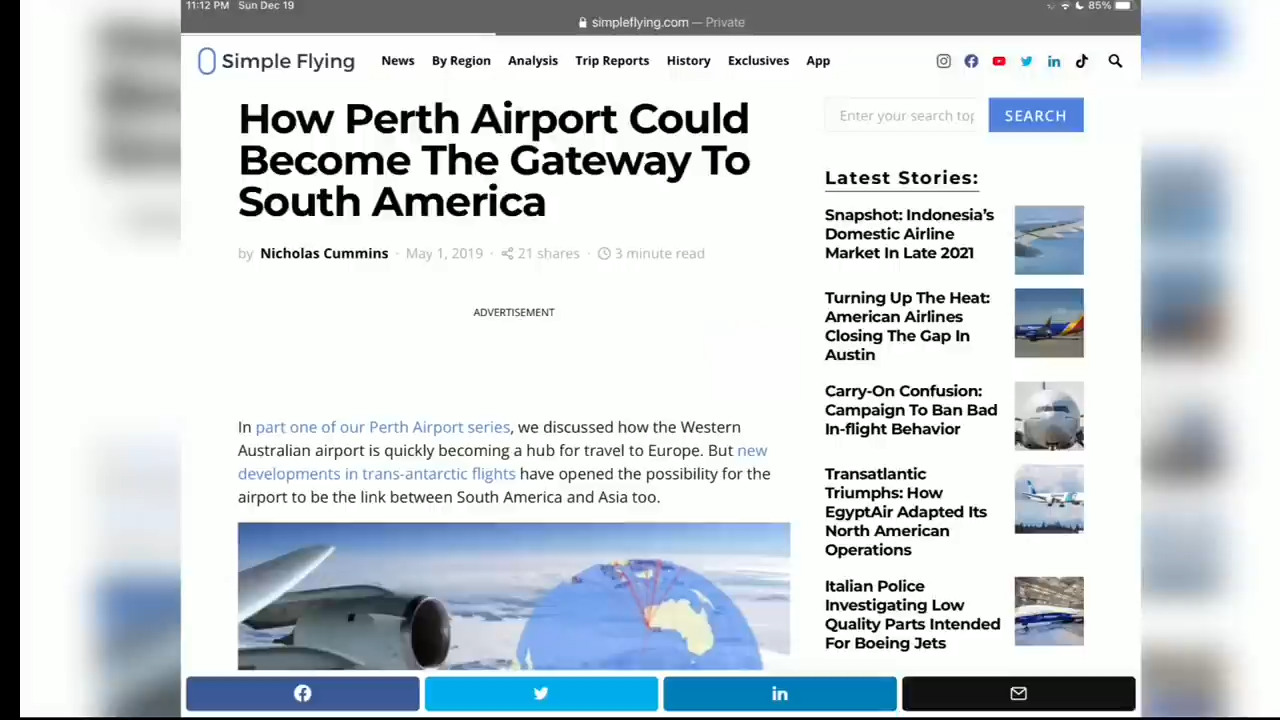 11:12 PM Sun Dec 19
85%
simpleflying.com — Private
Simple Flying News By Region Analysis Trip Reports History Exclusives App
How Perth Airport Could
Become The Gateway To
South America
by Nicholas Cummins · May 1, 2019 · 21 shares · 3 minute read
ADVERTISEMENT
In part one of our Perth Airport series, we discussed how the Western
Australian airport is quickly becoming a hub for travel to Europe. But new
developments in trans-antarctic flights have opened the possibility for the
airport to be the link between South America and Asia too.
Enter your search top
SEARCH
Latest Stories:
Snapshot: Indonesia's
Domestic Airline
Market In Late 2021
Turning Up The Heat:
American Airlines
Closing The Gap In
Austin
Carry-On Confusion:
Campaign To Ban Bad
In-flight Behavior
Transatlantic
Triumphs: How
EgyptAir Adapted Its
North American
Operations
Italian Police
Investigating Low
Quality Parts Intended
For Boeing Jets